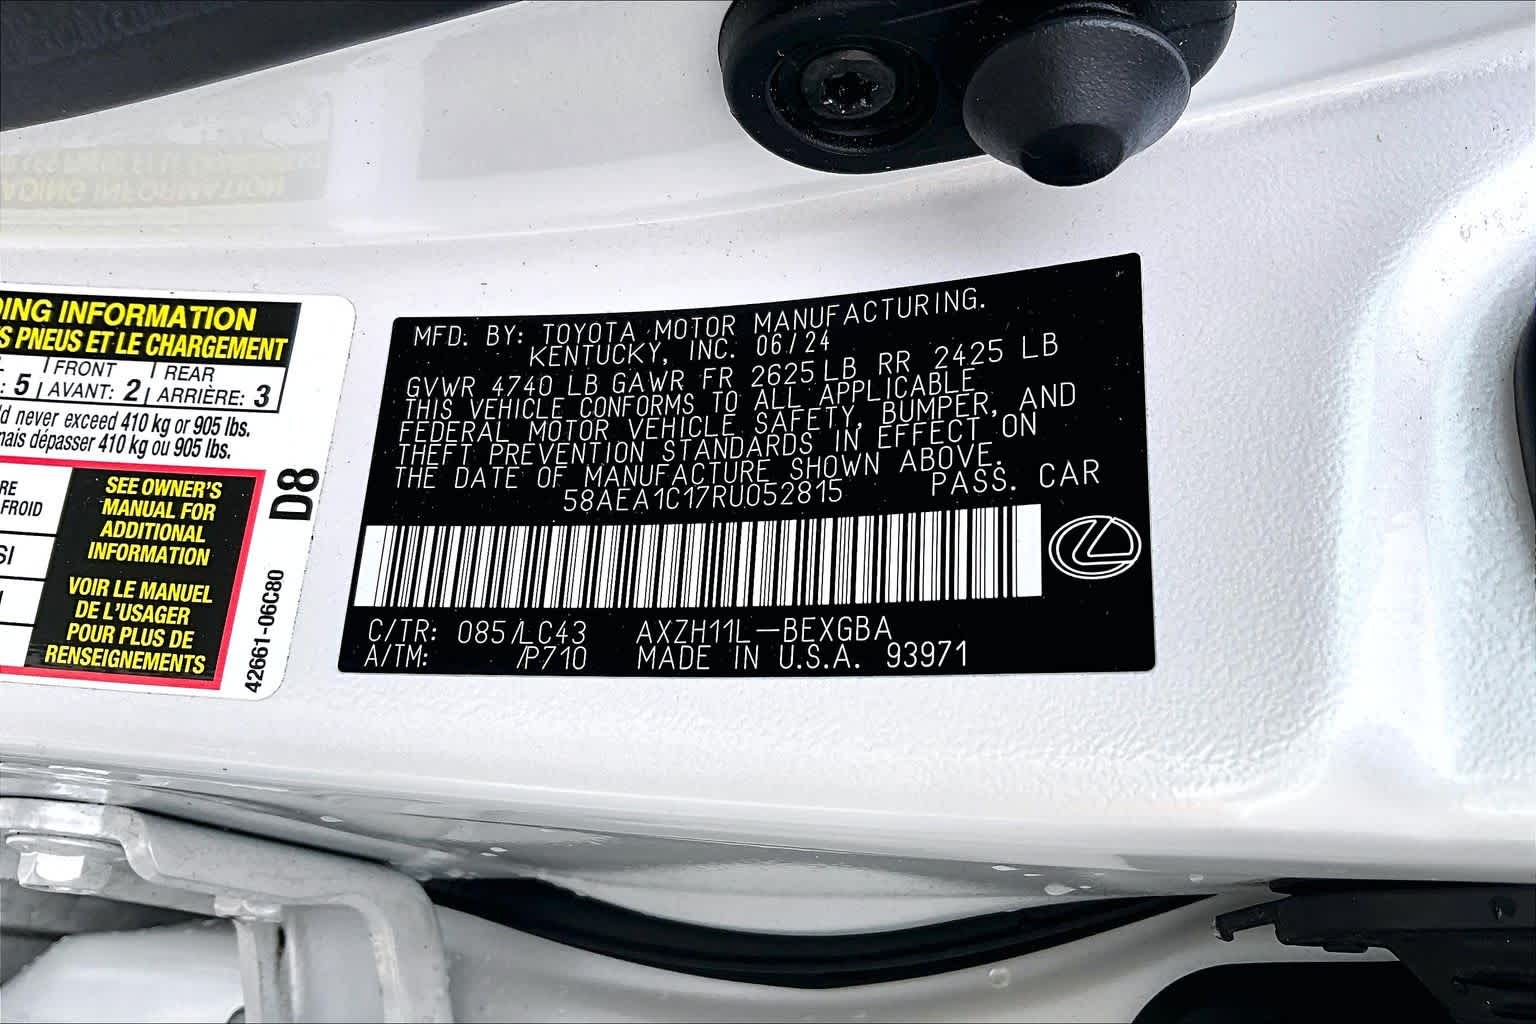 DING INFORMATION
S PNEUS ET LE CHARGEMENT
FRONT REAR
: 5 AVANT: 2 ARRIÈRE: 3
d never exceed 410 kg or 905 lbs.
mais dépasser 410 kg ou 905 lbs.
RE
FROID
SI
SEE OWNER'S
MANUAL FOR
ADDITIONAL
INFORMATION
VOIR LE MANUEL
DE L'USAGER
POUR PLUS DE
RENSEIGNEMENTS
D8
42661-06C80
MFD. BY: TOYOTA MOTOR MANUFACTURING.
KENTUCKY, INC. 06/24
GVWR 4740 LB GAWR FR 2625 LB RR 2425 LB
THIS VEHICLE CONFORMS TO ALL APPLICABLE
FEDERAL MOTOR VEHICLE SAFETY, BUMPER, AND
THEFT PREVENTION STANDARDS IN EFFECT ON
THE DATE OF MANUFACTURE SHOWN ABOVE.
58AEA1C17RU052815 PASS. CAR
C/TR: 085/LC43 AXZH11L-BEXGBA
A/TM: /P710 MADE IN U.S.A. 93971